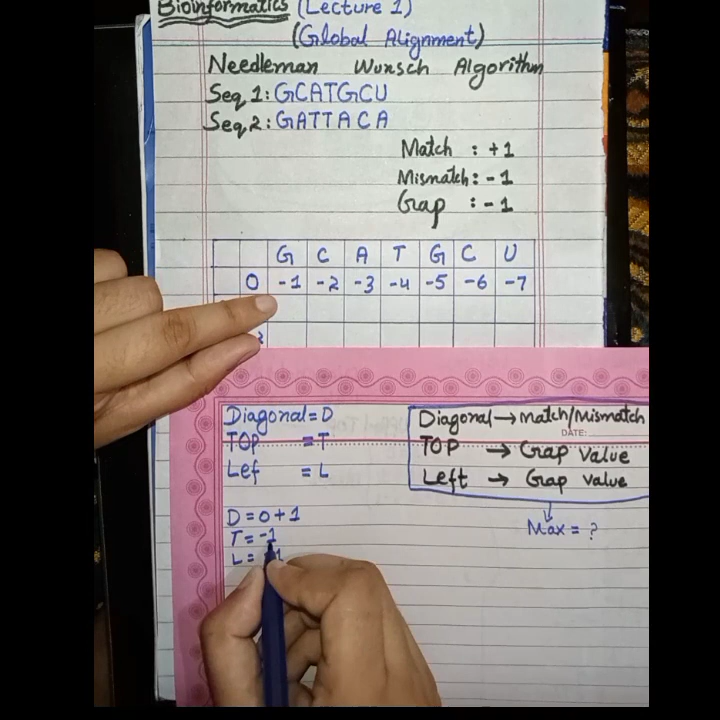 Bioinformatics (Lecture 1)
(Global Alignment)
Needleman Wunsch Algorithm
Seq 1: GCATGCU
Seq 2: GATTACA
Match : +1
Mismatch : -1
Gap : -1
G C A T G C U
0 -1 -2 -3 -4 -5 -6 -7
Diagonal = D
TOP = T
Lef = L
Diagonal → Match/Mismatch
DATE:
TOP → Gap Value
Left → Gap Value
Max = ?
D = 0 + 1
T = -1
L =